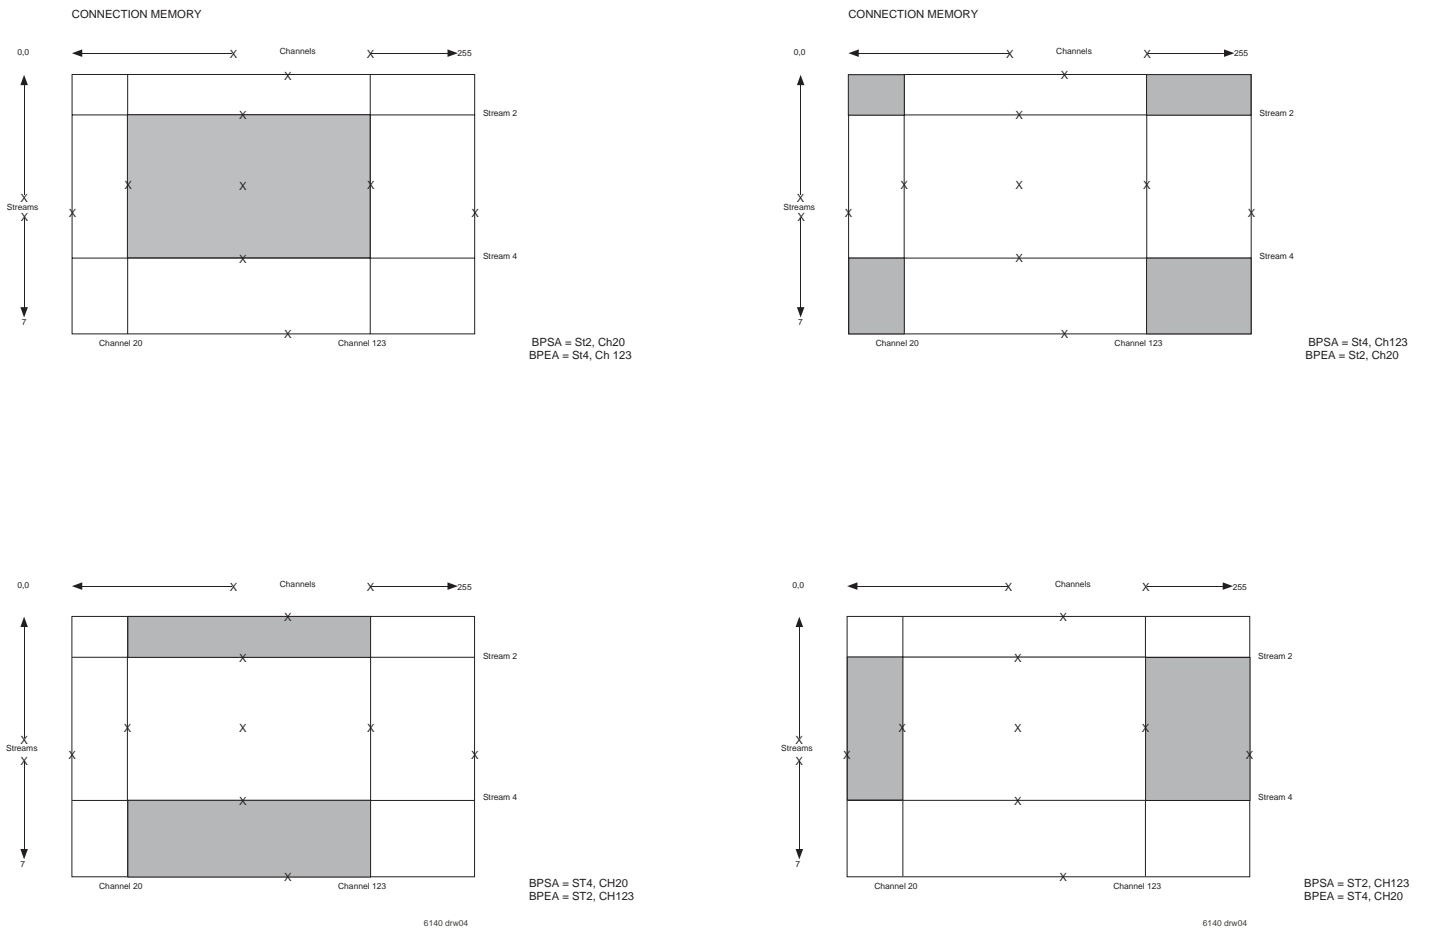 CONNECTION MEMORY
0,0
X
Channels
X
255
X
X
Stream 2
X
X
X
X
Streams
X
X
X
X
Stream 4
7
X
Channel 20
Channel 123
BPSA = St2, Ch20
BPEA = St4, Ch 123
CONNECTION MEMORY
0,0
X
Channels
X
255
X
X
Stream 2
X
X
X
X
Streams
X
X
X
X
Stream 4
7
X
Channel 20
Channel 123
BPSA = St4, Ch123
BPEA = St2, Ch20
0,0
X
Channels
X
255
X
X
Stream 2
X
X
X
X
Streams
X
X
X
X
Stream 4
7
X
Channel 20
Channel 123
BPSA = ST4, CH20
BPEA = ST2, CH123
6140 drw04
0,0
X
Channels
X
255
X
X
Stream 2
X
X
X
X
Streams
X
X
X
X
Stream 4
7
X
Channel 20
Channel 123
BPSA = ST2, CH123
BPEA = ST4, CH20
6140 drw04